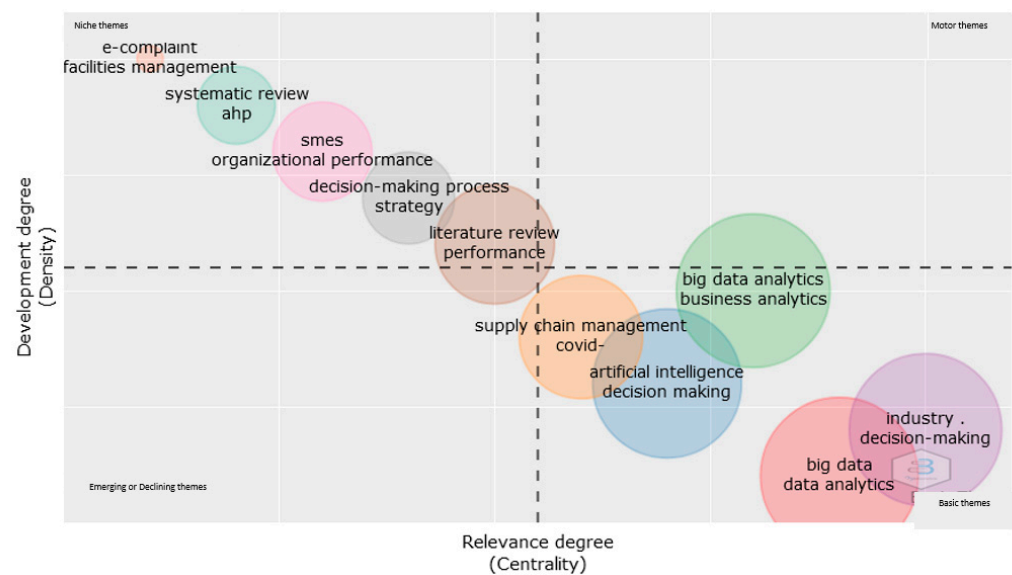 Niche themes
Motor themes
e-complaint
facilities management
systematic review
ahp
smes
organizational performance
decision-making process
strategy
literature review
performance
big data analytics
business analytics
supply chain management
covid-
artificial intelligence
decision making
industry .
decision-making
big data
data analytics
Emerging or Declining themes
Basic themes
Development degree
(Density)
Relevance degree
(Centrality)